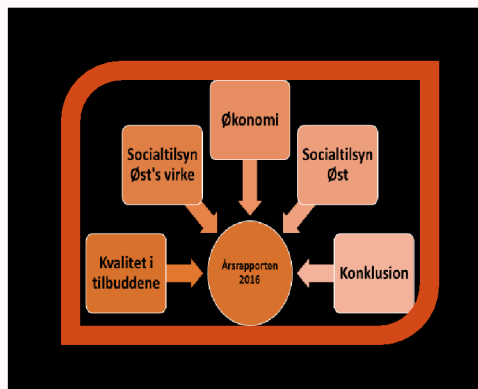 Økonomi
Socialtilsyn
Øst's virke
Socialtilsyn
Øst
Kvalitet i
tilbuddene
Årsrapporten
2016
Konklusion